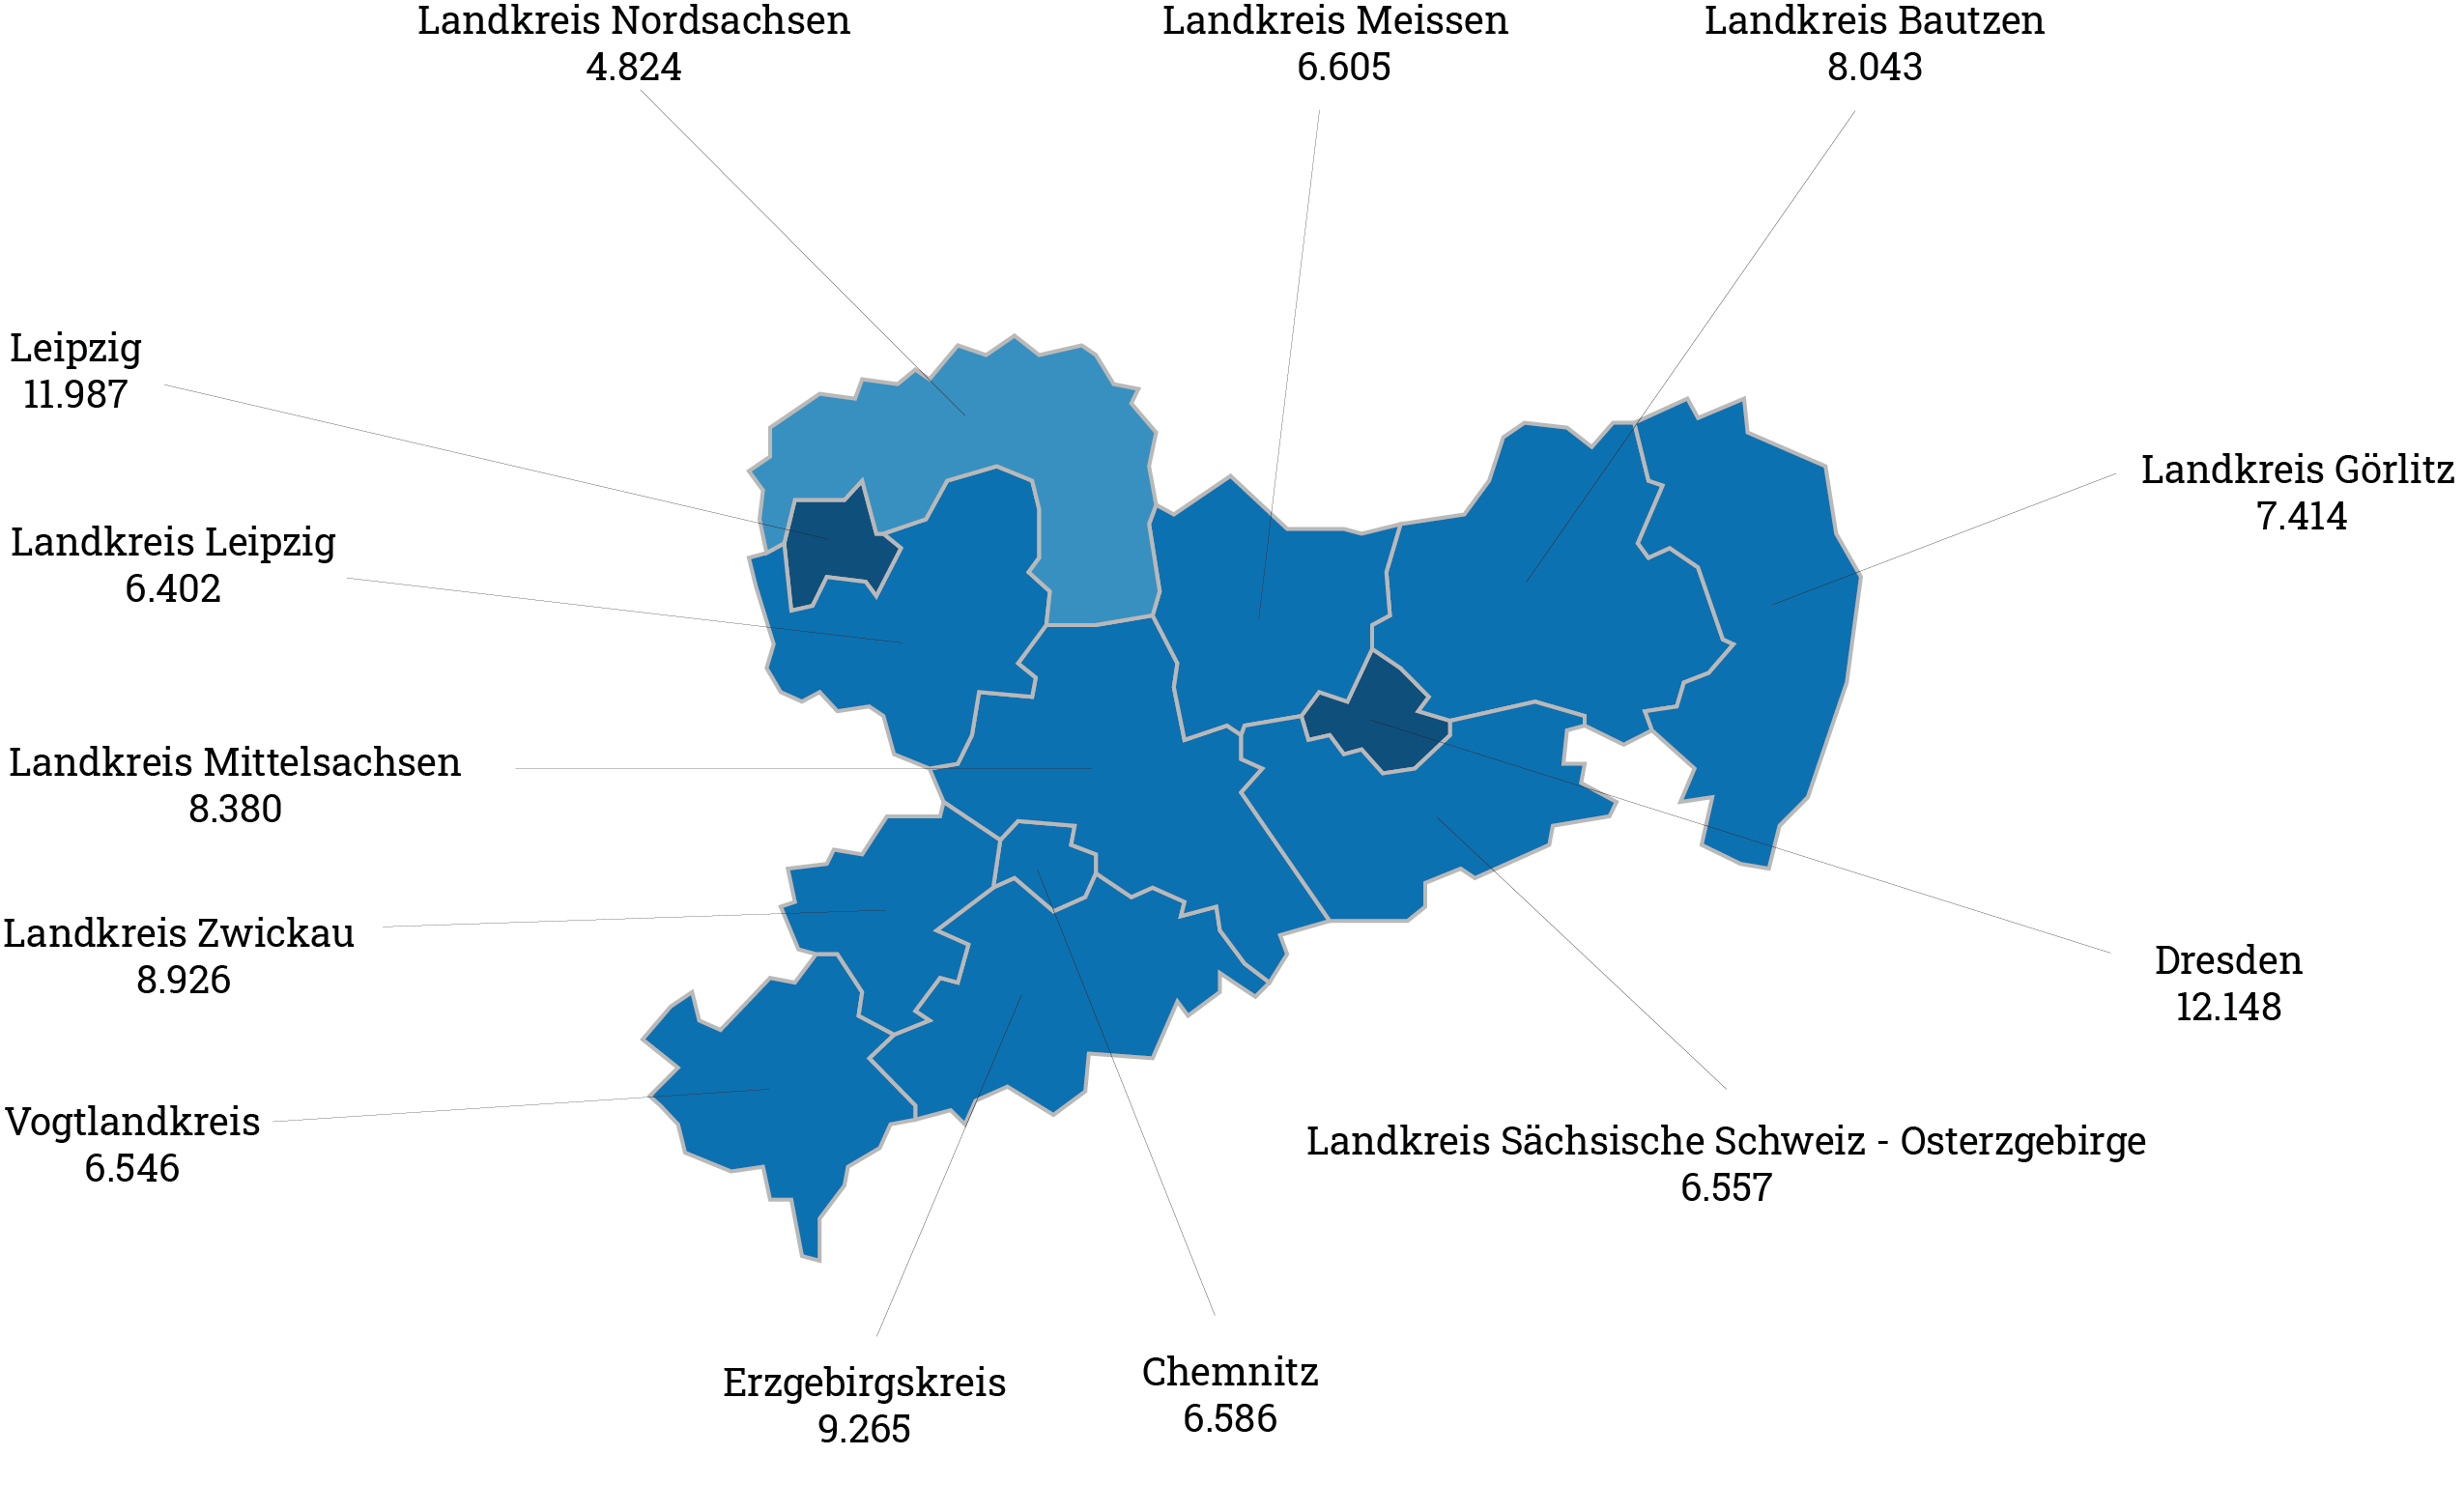 Landkreis Nordsachsen
4.824
Landkreis Meissen
6.605
Landkreis Bautzen
8.043
Leipzig
11.987
Landkreis Görlitz
7.414
Landkreis Leipzig
6.402
Landkreis Mittelsachsen
8.380
Landkreis Zwickau
8.926
Dresden
12.148
Vogtlandkreis
6.546
Landkreis Sächsische Schweiz - Osterzgebirge
6.557
Erzgebirgskreis
9.265
Chemnitz
6.586